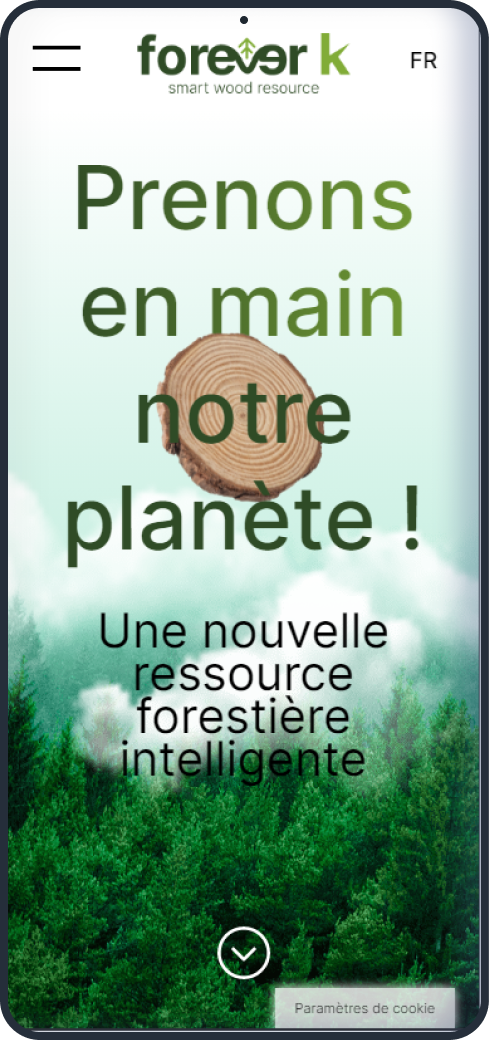 forever k
FR
smart wood resource
Prenons
en main
notre
planète !
Une nouvelle
ressource
forestière
intelligente
Paramètres de cookie